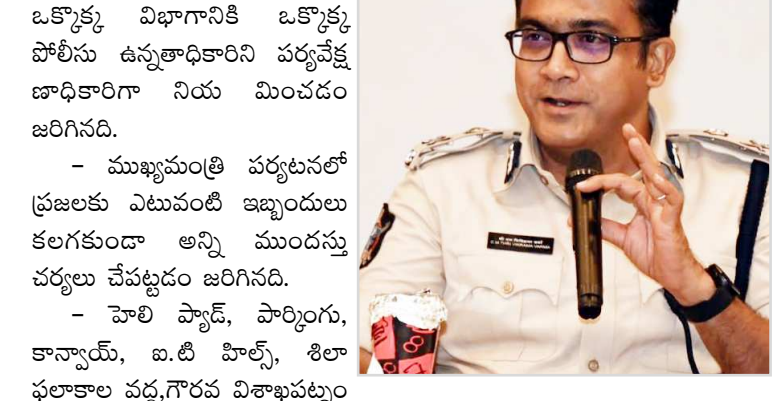 ఒక్కొక్క విభాగానికి ఒక్కొక్క
పోలీసు ఉన్నతాధికారిని పర్యవేక్ష
ణాధికారిగా నియ మించడం
జరిగినది.
– ముఖ్యమంత్రి పర్యటనలో
ప్రజలకు ఎటువంటి ఇబ్బందులు
కలగకుండా అన్ని ముందస్తు
చర్యలు చేపట్టడం జరిగినది.
– హెలి ప్యాడ్, పార్కింగు,
కాన్వాయ్, ఐ.టి హిల్స్, శిలా
ఫలాకాల వద్ద,గౌరవ విశాఖపట్నం